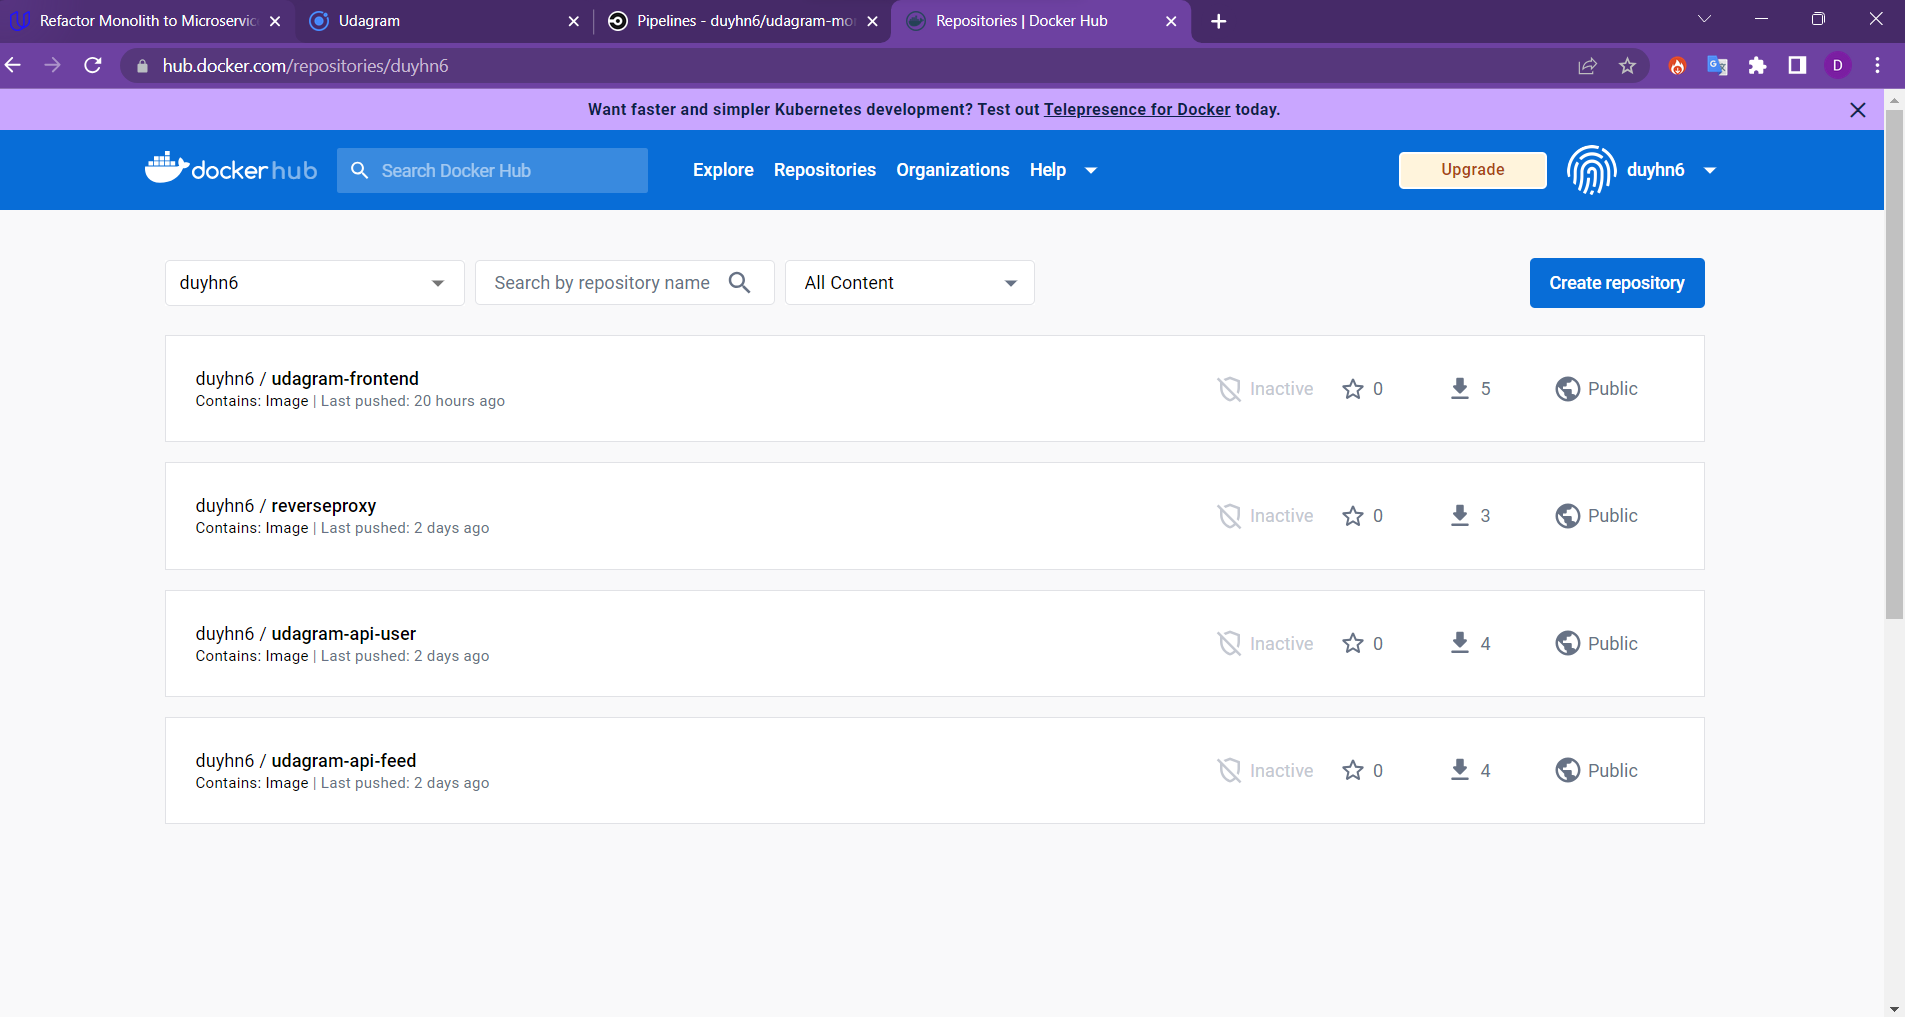 Refactor Monolith to Microservic
Udagram
Pipelines - duyhn6/udagram-mo
Repositories | Docker Hub
hub.docker.com/repositories/duyhn6
D
Want faster and simpler Kubernetes development? Test out Telepresence for Docker today.
dockerhub
Search Docker Hub
Explore
Repositories
Organizations
Help
Upgrade
duyhn6
duyhn6
Search by repository name
All Content
Create repository
duyhn6 / udagram-frontend
Contains: Image | Last pushed: 20 hours ago
Inactive
0
5
Public
duyhn6 / reverseproxy
Contains: Image | Last pushed: 2 days ago
Inactive
0
3
Public
duyhn6 / udagram-api-user
Contains: Image | Last pushed: 2 days ago
Inactive
0
4
Public
duyhn6 / udagram-api-feed
Contains: Image | Last pushed: 2 days ago
Inactive
0
4
Public